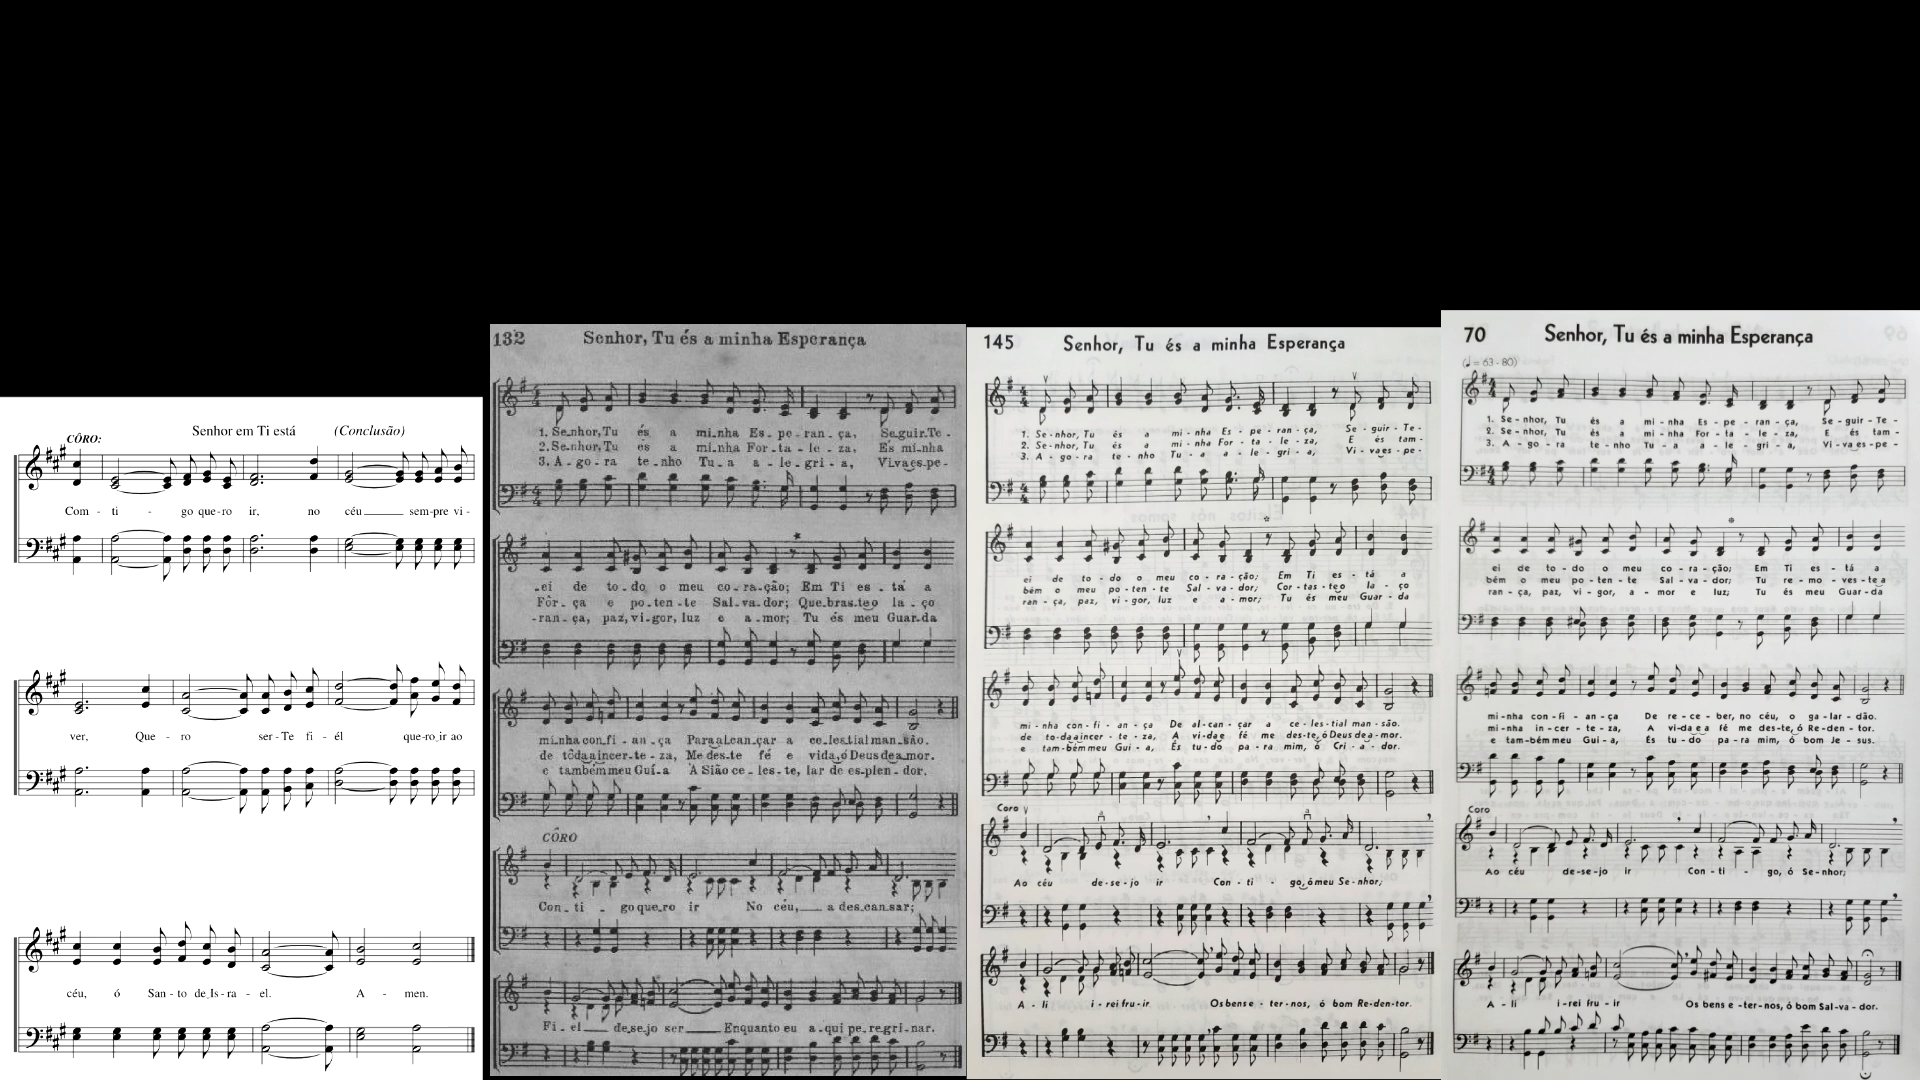 CÔRO:
Senhor em Ti está (Conclusão)
Com - ti - go que-ro ir, no céu sem-pre vi-
ver, Que - ro ser-Te fi - él que-ro ir ao
céu, ó San-to de Is-ra - el. A - men.
132 Senhor, Tu és a minha Esperança
1. Se-nhor, Tu és a mi-nha Es-pe-ran-ça, Se-guir-Te-
2. Se-nhor, Tu és a mi-nha For-ta-le-za, És mi-nha
3. A-go-ra te-nho Tu-a a-le-gri-a, Viva es-pe-
-ei de to-do o meu co-ra-ção; Em Ti es-tá a
Fôr-ça e po-ten-te Sal-va-dor; Que-bras-te o la-ço
-ran-ça, paz, vi-gor, luz e a-mor; Tu és meu Guar-da
mi-nha con-fi-an-ça Para al-can-çar a ce-les-tial man-são.
de tôda a in-cer-te-za, Me des-te fé e vida, ó Deus de a-mor.
e também meu Guí-a A Sião ce-les-te, lar de es-plen-dor.
CÔRO
Con-ti - go que-ro ir No céu, a des-can-sar;
Fi-el de-se-jo ser Enquanto eu a-qui pe-re-gri-nar.
145 Senhor, Tu és a minha Esperança
1. Se-nhor, Tu és a mi-nha Es-pe-ran-ça, Se-guir-Te-
2. Se-nhor, Tu és a mi-nha For-ta-le-za, E és tam-
3. A-go-ra te-nho Tu-a a-le-gri-a, Vi-va es-pe-
ei de to-do o meu co-ra-ção; Em Ti es-tá a
bém o meu po-ten-te Sal-va-dor; Cor-tas-te o la-ço
ran-ça, paz, vi-gor, luz e a-mor; Tu és meu Guar-da
mi-nha con-fi-an-ça De al-can-çar a ce-les-tial man-são.
de to-da a in-cer-te-za, A vi-da e fé me des-te, ó Deus de a-mor.
e tam-bém meu Gui-a, És tu-do pa-ra mim, ó Cri-a-dor.
Coro
Ao céu de-se-jo ir Con-ti - go, ó meu Se-nhor;
A-li i-rei fru-ir Os bens e-ter-nos, ó bom Re-den-tor.
70 Senhor, Tu és a minha Esperança
(♩ = 63 - 80)
1. Se-nhor, Tu és a mi-nha Es-pe-ran-ça, Se-guir-Te-
2. Se-nhor, Tu és a mi-nha For-ta-le-za, E és tam-
3. A-go-ra te-nho Tu-a a-le-gri-a, Vi-va es-pe-
ei de to-do o meu co-ra-ção; Em Ti es-tá a
bém o meu po-ten-te Sal-va-dor; Tu re-mo-ves-te a
ran-ça, paz, vi-gor, a-mor e luz; Tu és meu Guar-da
mi-nha con-fi-an-ça De re-ce-ber, no céu, o ga-lar-dão.
mi-nha in-cer-te-za, A vi-da e a fé me des-te, ó Re-den-tor.
e tam-bém meu Gui-a, És tu-do pa-ra mim, ó bom Je-sus.
Coro
Ao céu de-se-jo ir Con-ti - go, ó Se-nhor;
A-li i-rei fru-ir Os bens e-ter-nos, ó bom Sal-va-dor.